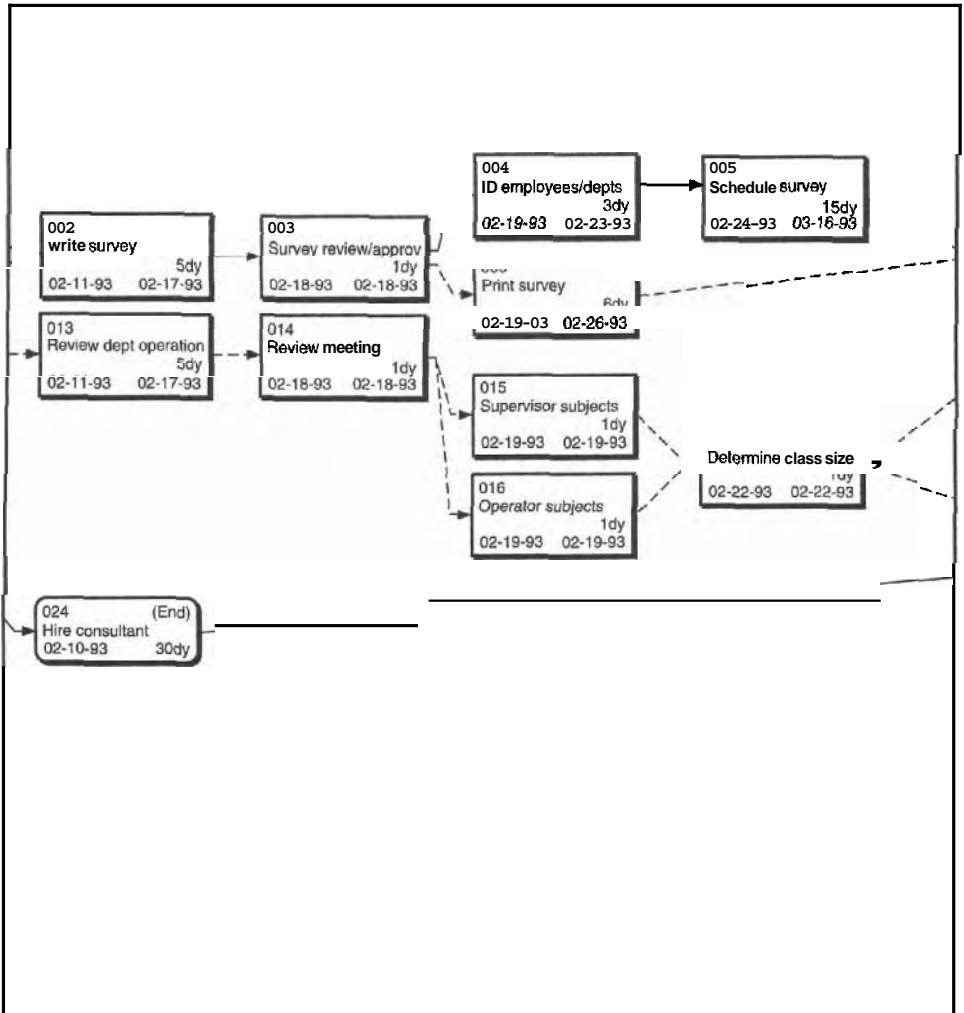 002
write survey
5dy
02-11-93 02-17-93
003
Survey review/approv
1dy
02-18-93 02-18-93
004
ID employees/depts
3dy
02-19-93 02-23-93
005
Schedule survey
15dy
02-24-93 03-16-93
Print survey
6dy
02-19-03 02-26-93
013
Review dept operation
5dy
02-11-93 02-17-93
014
Review meeting
1dy
02-18-93 02-18-93
015
Supervisor subjects
1dy
02-19-93 02-19-93
016
Operator subjects
1dy
02-19-93 02-19-93
Determine class size
1dy
02-22-93 02-22-93
024 (End)
Hire consultant
02-10-93 30dy